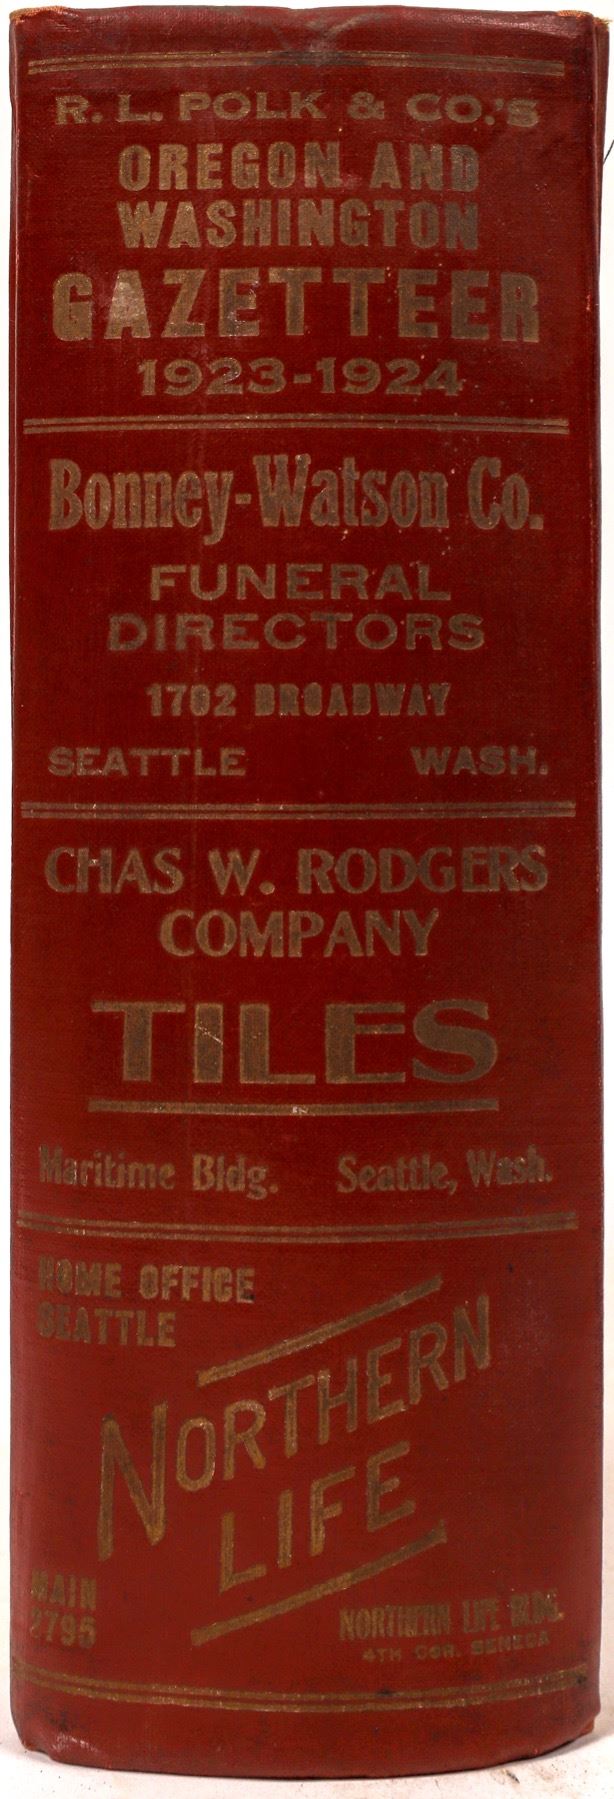 R. L. POLK & CO.'S
OREGON AND
WASHINGTON
GAZETTEER
1923-1924
Bonney-Watson Co.
FUNERAL
DIRECTORS
1702 BROADWAY
SEATTLE WASH.
CHAS W. RODGERS
COMPANY
TILES
Maritime Bldg. Seattle, Wash.
HOME OFFICE
SEATTLE
NORTHERN
LIFE
MAIN
2795
NORTHERN LIFE BLDG.
4TH COR. SENECA